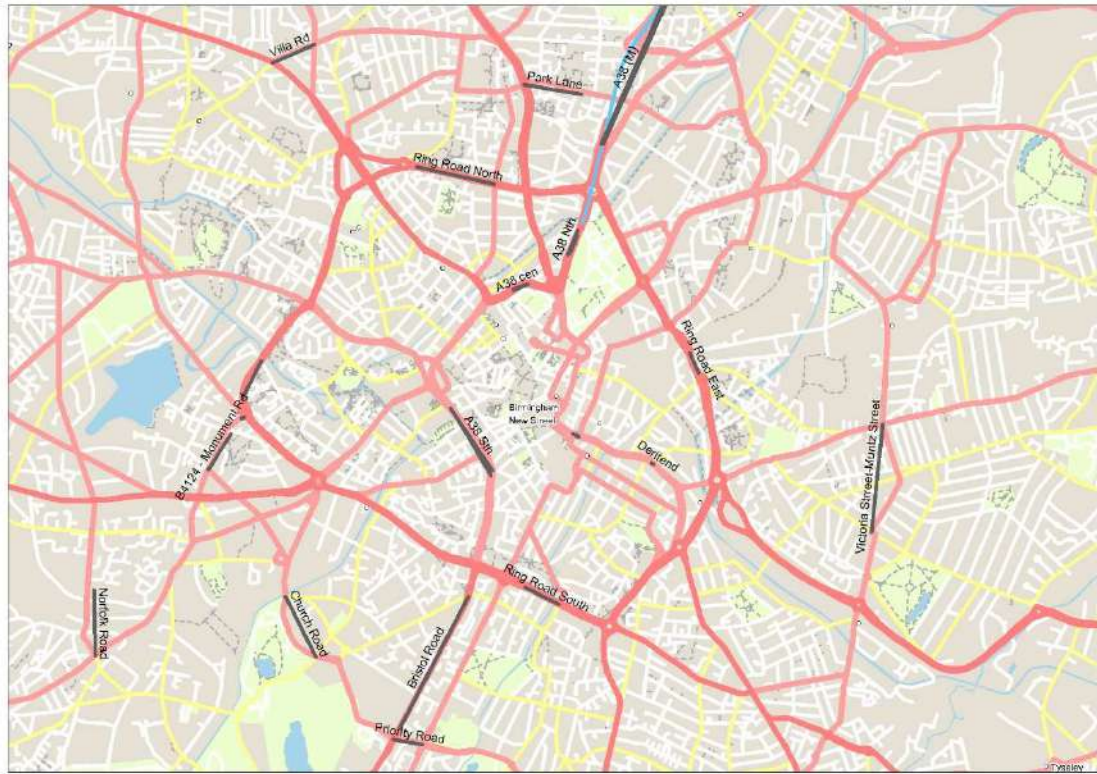 Villa Rd
A38 (M)
Park Lane
Ring Road North
A38 Nth
A38 cen
Ring Road East
B4124 - Monument Rd
Birmingham
New Street
A38 Sth
Deritend
Victoria Street-Muntz Street
Ring Road South
Norfolk Road
Church Road
Bristol Road
Priority Road
Tyseley